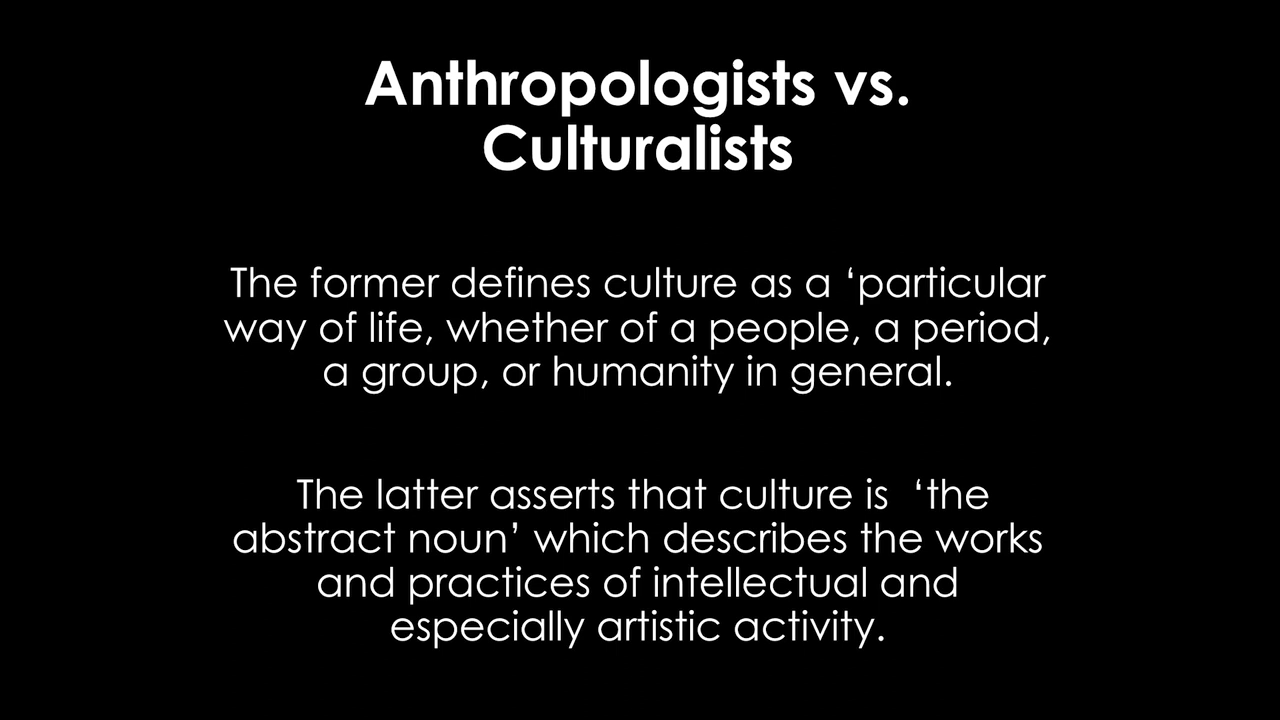 Anthropologists vs.
Culturalists
The former defines culture as a ‘particular
way of life, whether of a people, a period,
a group, or humanity in general.
The latter asserts that culture is  ‘the
abstract noun’ which describes the works
and practices of intellectual and
especially artistic activity.